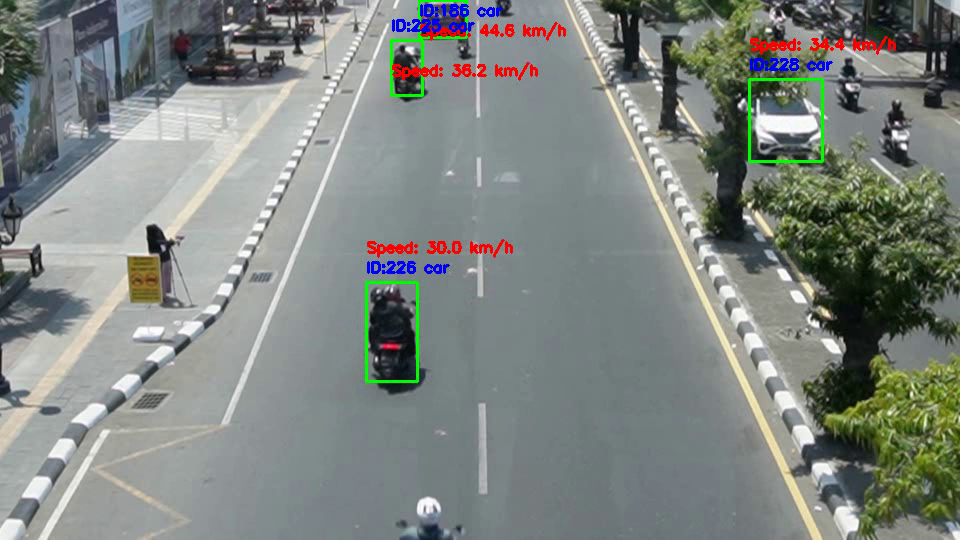 ID:186 car
ID:225 car
Speed: 44.6 km/h
Speed: 36.2 km/h
Speed: 34.4 km/h
ID:228 car
Speed: 30.0 km/h
ID:226 car